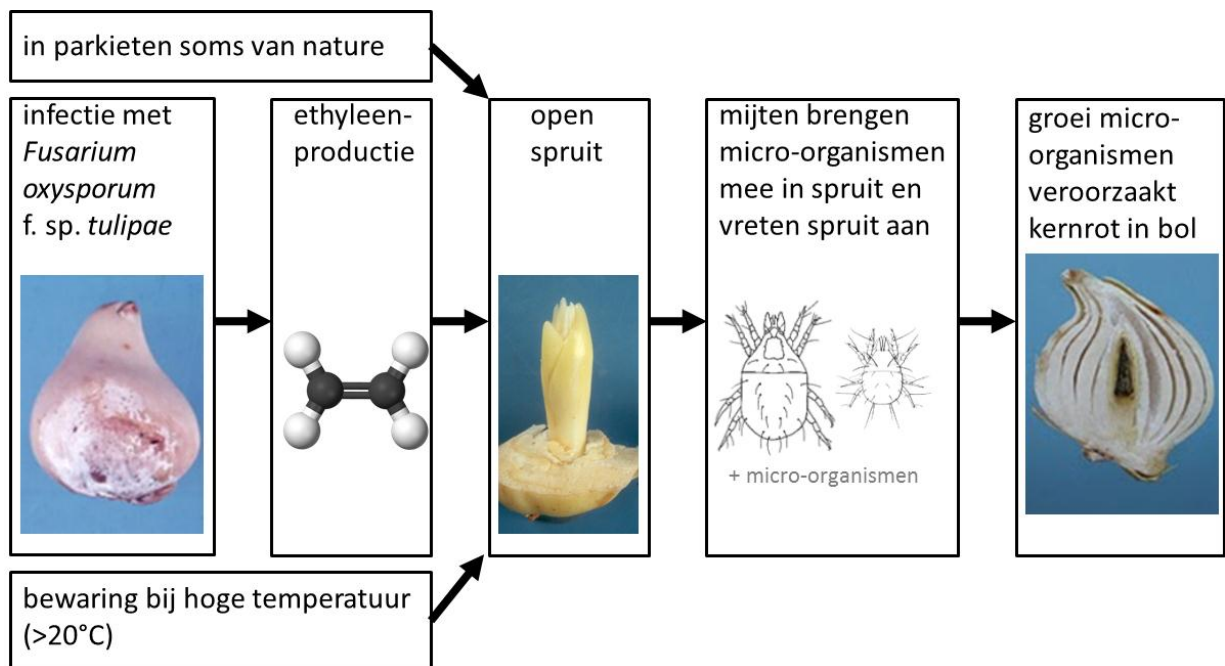 in parkieten soms van nature
infectie met
Fusarium
oxysporum
f. sp. tulipae
ethyleen-
productie
open
spruit
mijten brengen
micro-organismen
mee in spruit en
vreten spruit aan
+ micro-organismen
groei micro-
organismen
veroorzaakt
kernrot in bol
bewaring bij hoge temperatuur
(>20°C)